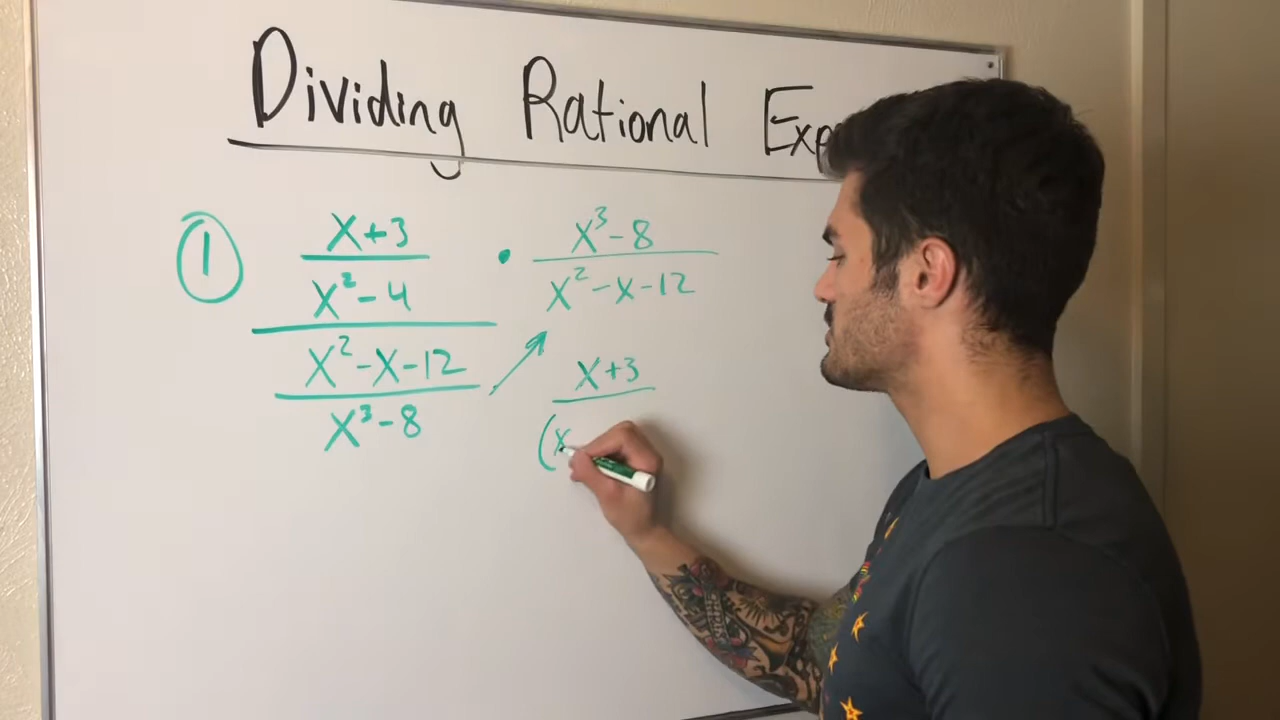 Dividing Rational Exp
① x+3 / x²-4 · x³-8 / x²-x-12
x²-x-12 / x³-8
x+3
(x